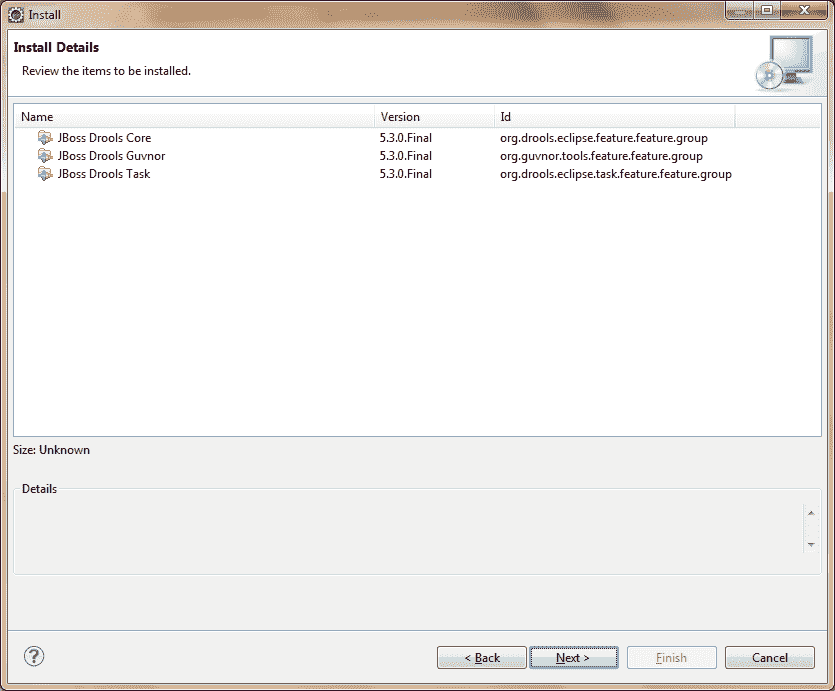 Install
Install Details
Review the items to be installed.
Name Version Id
JBoss Drools Core 5.3.0.Final org.drools.eclipse.feature.feature.group
JBoss Drools Guvnor 5.3.0.Final org.guvnor.tools.feature.feature.group
JBoss Drools Task 5.3.0.Final org.drools.eclipse.task.feature.feature.group
Size: Unknown
Details
? < Back Next > Finish Cancel